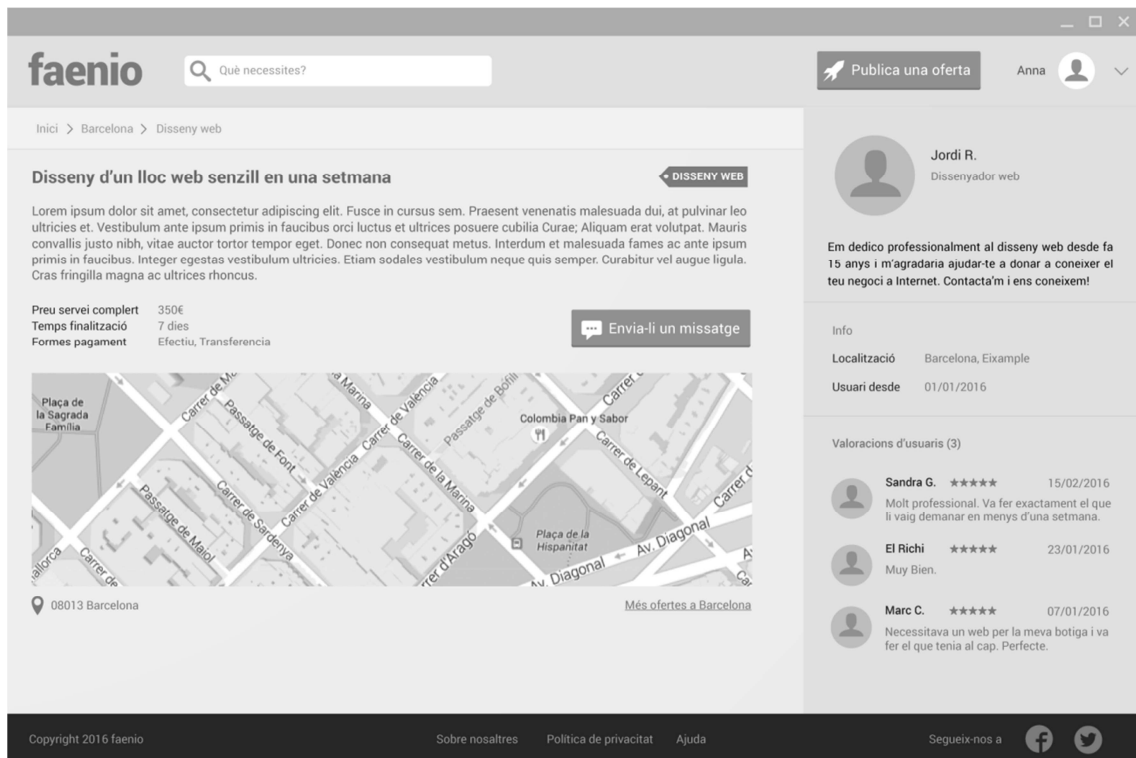 faenio
Què necessites?
Publica una oferta
Anna
Inici > Barcelona > Disseny web
Disseny d'un lloc web senzill en una setmana
DISSENY WEB
Lorem ipsum dolor sit amet, consectetur adipiscing elit. Fusce in cursus sem. Praesent venenatis malesuada dui, at pulvinar leo
ultricies et. Vestibulum ante ipsum primis in faucibus orci luctus et ultrices posuere cubilia Curae; Aliquam erat volutpat. Mauris
convallis justo nibh, vitae auctor tortor tempor eget. Donec non consequat metus. Interdum et malesuada fames ac ante ipsum
primis in faucibus. Integer egestas vestibulum ultricies. Etiam sodales vestibulum neque quis semper. Curabitur vel augue ligula.
Cras fringilla magna ac ultrices rhoncus.
Preu servei complert 350€
Temps finalització 7 dies
Formes pagament Efectiu, Transferencia
Envia-li un missatge
Plaça de
la Sagrada
Família
Carrer de
Passatge de Font
Carrer de València
Carrer de València
Carrer de la Marina
Passatge de Bofill
Colombia Pan y Sabor
Carrer de Lepant
Carrer de Sardenya
Passatge de Maiol
Plaça de la
Hispanitat
Av. Diagonal
Av. Diagonal
d'Aragó
08013 Barcelona
Més ofertes a Barcelona
Jordi R.
Dissenyador web
Em dedico professionalment al disseny web desde fa
15 anys i m'agradaria ajudar-te a donar a coneixer el
teu negoci a Internet. Contacta'm i ens coneixem!
Info
Localització Barcelona, Eixample
Usuari desde 01/01/2016
Valoracions d'usuaris (3)
Sandra G. ★★★★★ 15/02/2016
Molt professional. Va fer exactament el que
li vaig demanar en menys d'una setmana.
El Richi ★★★★★ 23/01/2016
Muy Bien.
Marc C. ★★★★★ 07/01/2016
Necessitava un web per la meva botiga i va
fer el que tenia al cap. Perfecte.
Copyright 2016 faenio
Sobre nosaltres
Política de privacitat
Ajuda
Segueix-nos a